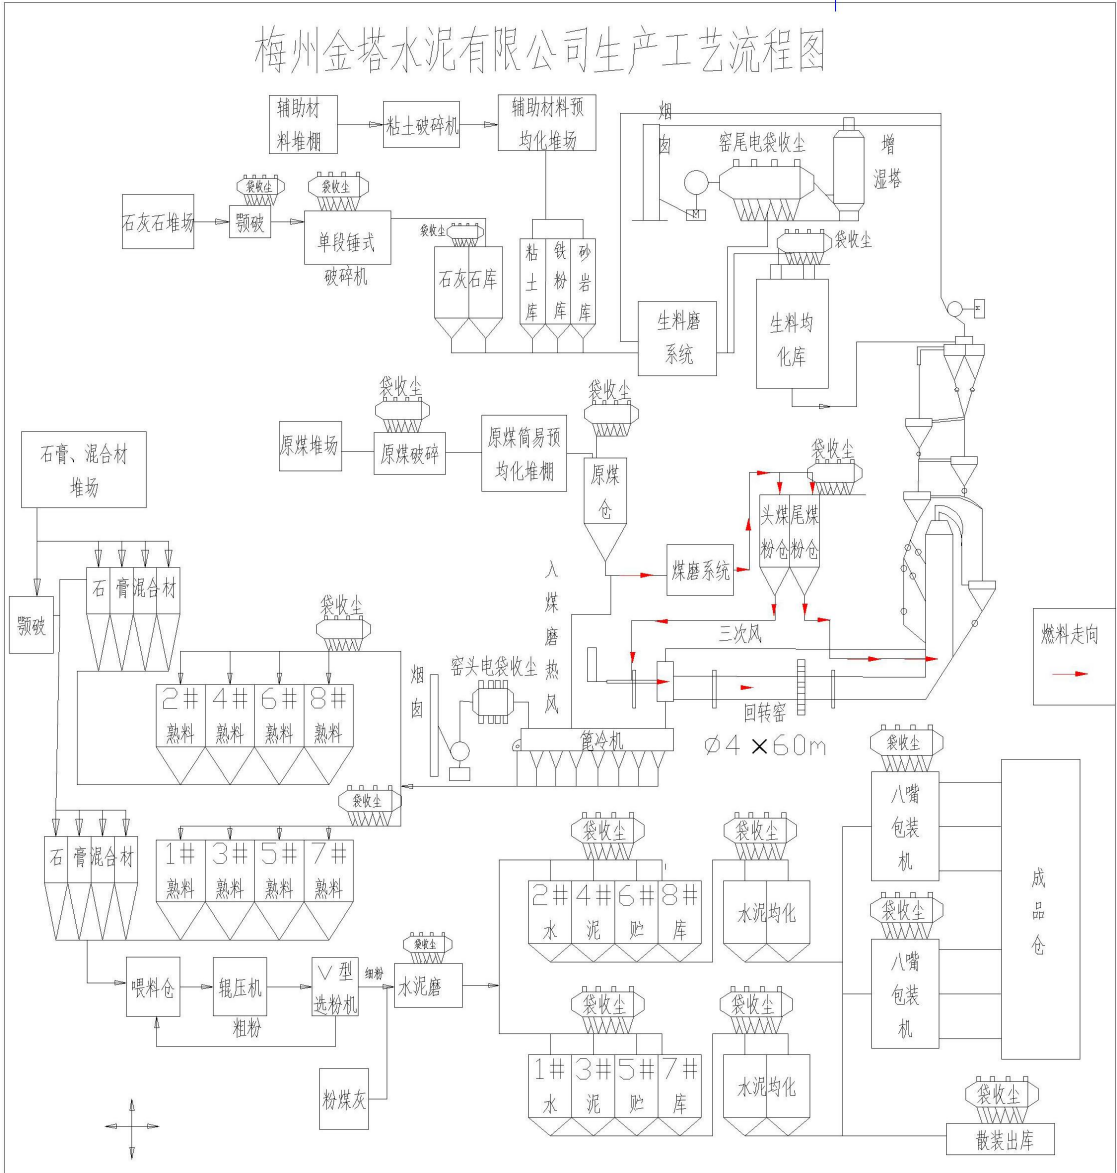 梅州金塔水泥有限公司生产工艺流程图
辅助材
料堆棚
粘土破碎机
辅助材料预
均化堆场
烟
囱
窑尾电袋收尘
增
湿塔
M
石灰石堆场
袋收尘
颚破
袋收尘
单段锤式
破碎机
袋收尘
石灰石库
粘
土
库
铁
粉
库
砂
岩
库
袋收尘
生料磨
系统
生料均
化库
原煤堆场
袋收尘
原煤破碎
原煤简易预
均化堆棚
袋收尘
原煤
仓
袋收尘
头煤
粉仓
尾煤
粉仓
煤磨系统
石膏、混合材
堆场
石膏混合材
颚破
入
煤
磨
热
风
三次风
燃料走向
袋收尘
2# 4# 6# 8#
熟料 熟料 熟料 熟料
烟
囱
窑头电袋收尘
篦冷机
回转窑
Ø4×60m
袋收尘
石膏混合材
1# 3# 5# 7#
熟料 熟料 熟料 熟料
喂料仓
辊压机
粗粉
V型
选粉机
细粉
袋收尘
水泥磨
粉煤灰
袋收尘
2# 4# 6# 8#
水 泥 贮 库
袋收尘
水泥均化
袋收尘
1# 3# 5# 7#
水 泥 贮 库
袋收尘
水泥均化
袋收尘
八嘴
包装
机
袋收尘
八嘴
包装
机
成
品
仓
袋收尘
散装出库